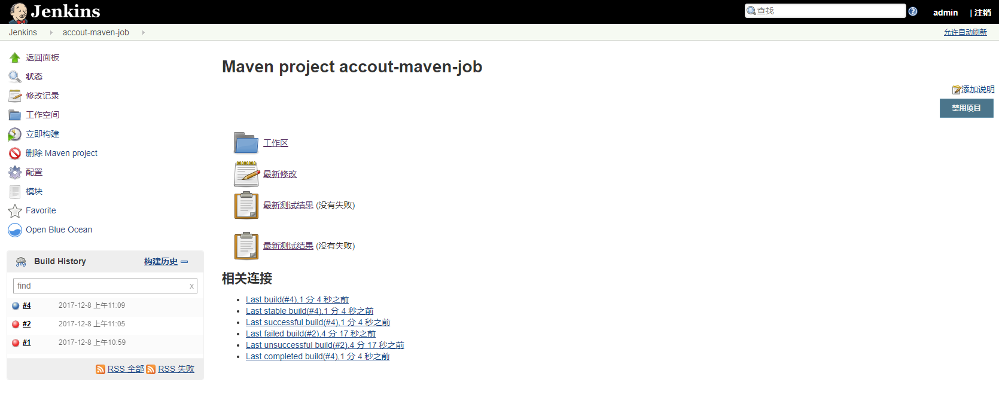 Jenkins
查找
admin
| 注销
Jenkins
accout-maven-job
允许自动刷新
返回面板
状态
修改记录
工作空间
立即构建
删除 Maven project
配置
模块
Favorite
Open Blue Ocean
Build History
构建历史
find
x
#4 2017-12-8 上午11:09
#2 2017-12-8 上午11:05
#1 2017-12-8 上午10:59
RSS 全部 RSS 失败
Maven project accout-maven-job
添加说明
禁用项目
工作区
最新修改
最新测试结果 (没有失败)
最新测试结果 (没有失败)
相关连接
Last build(#4),1 分 4 秒之前
Last stable build(#4),1 分 4 秒之前
Last successful build(#4),1 分 4 秒之前
Last failed build(#2),4 分 17 秒之前
Last unsuccessful build(#2),4 分 17 秒之前
Last completed build(#4),1 分 4 秒之前